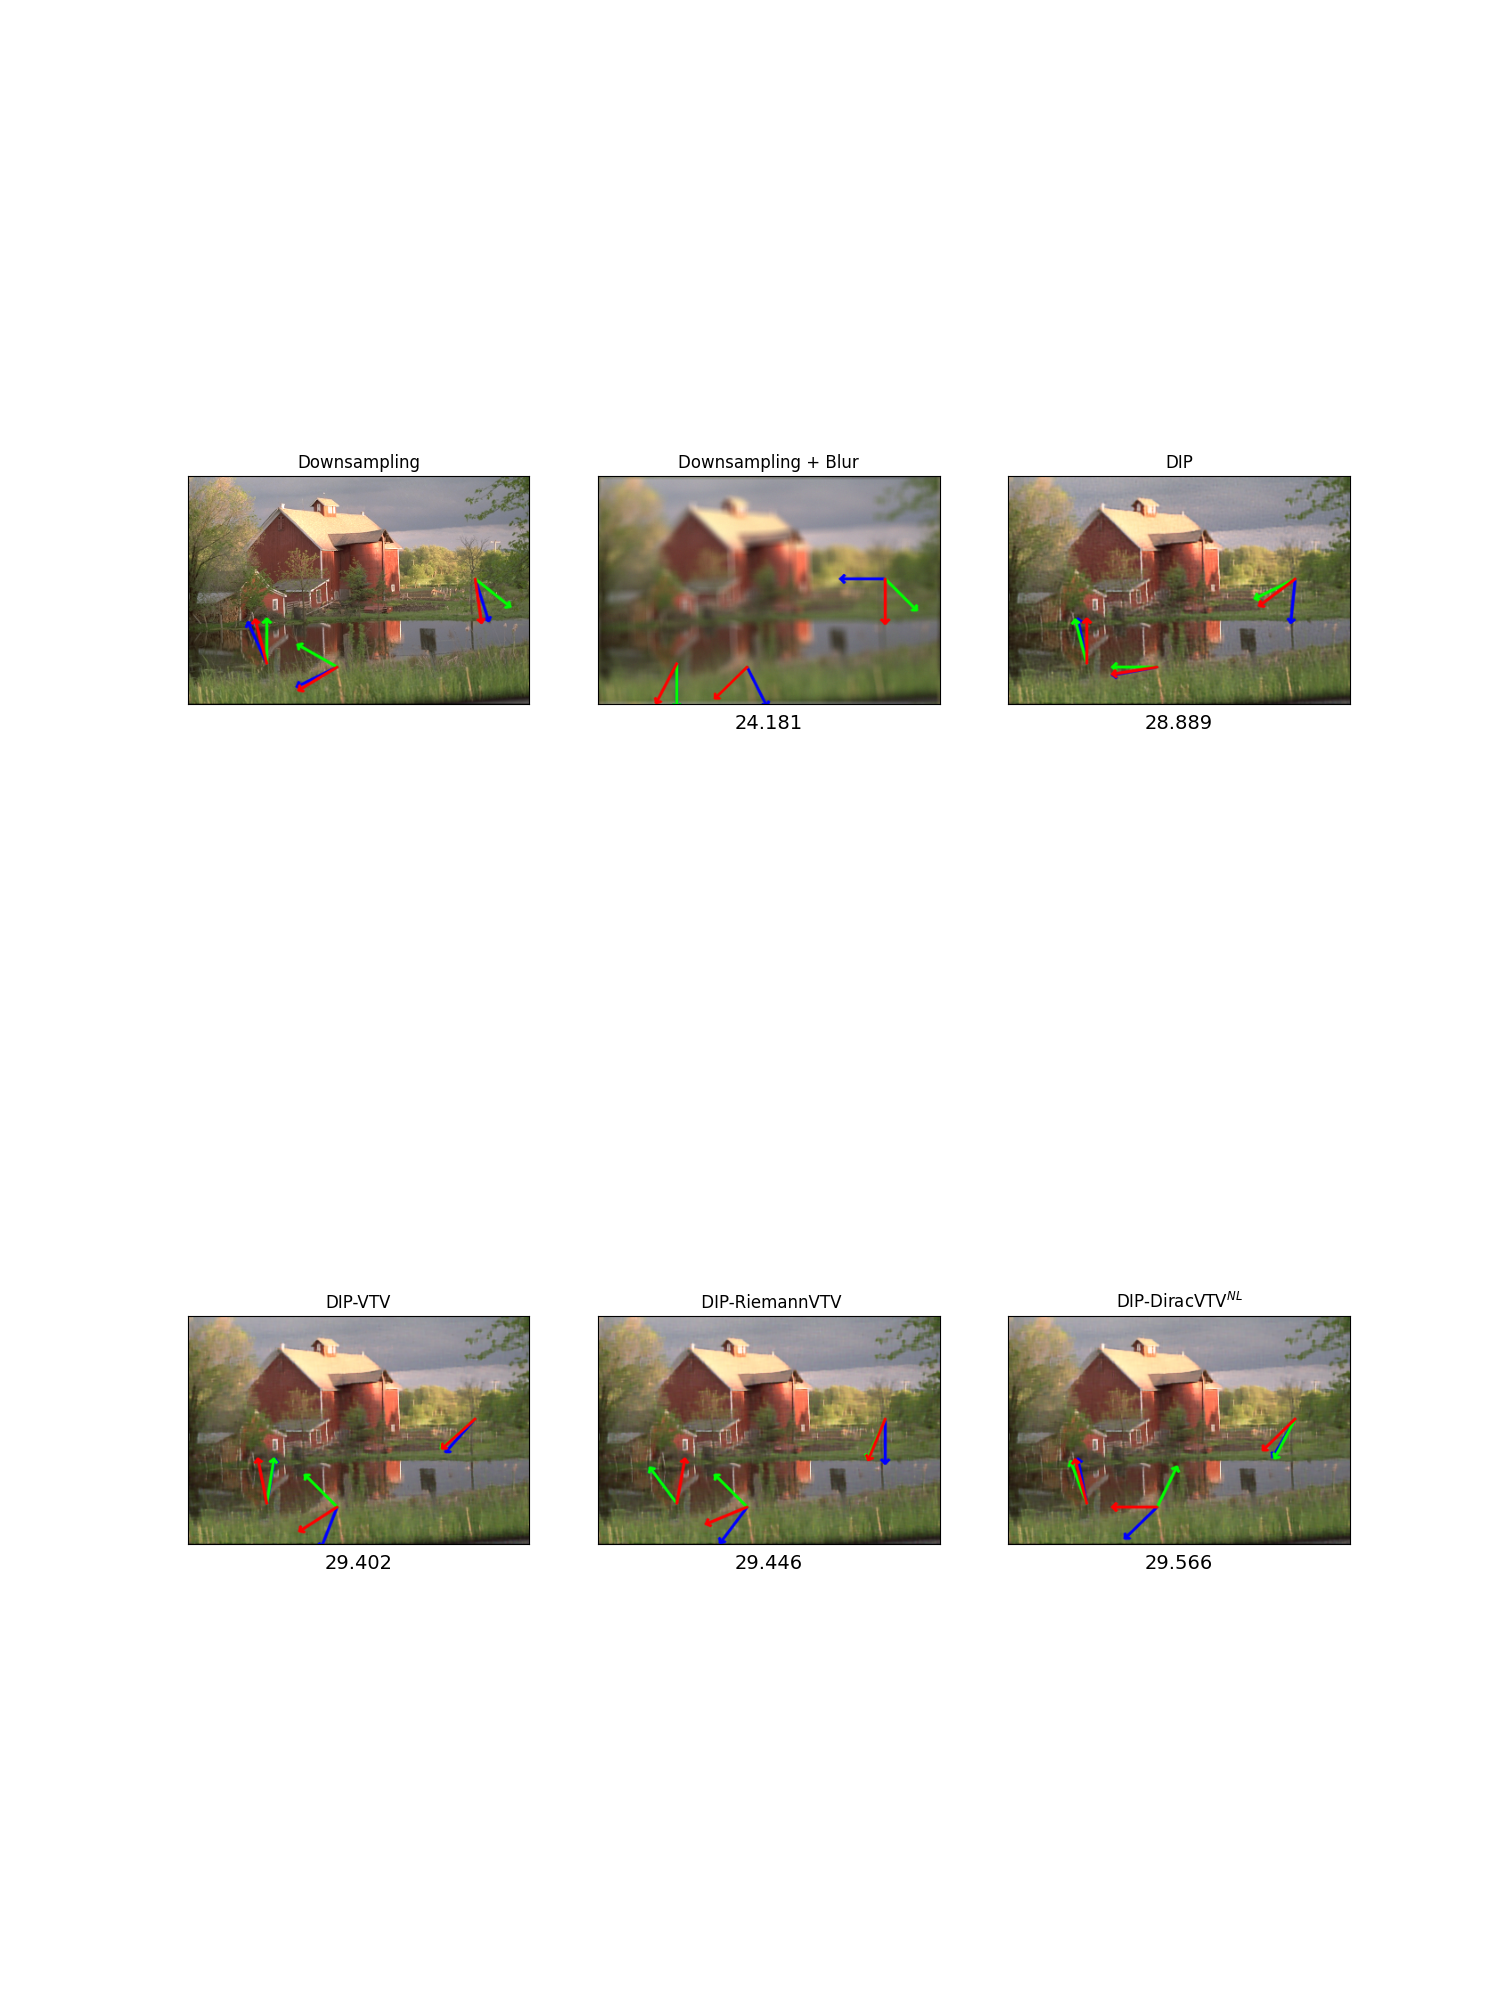 Downsampling
Downsampling + Blur
DIP
24.181
28.889
DIP-VTV
DIP-RiemannVTV
DIP-DiracVTV^{NL}
29.402
29.446
29.566